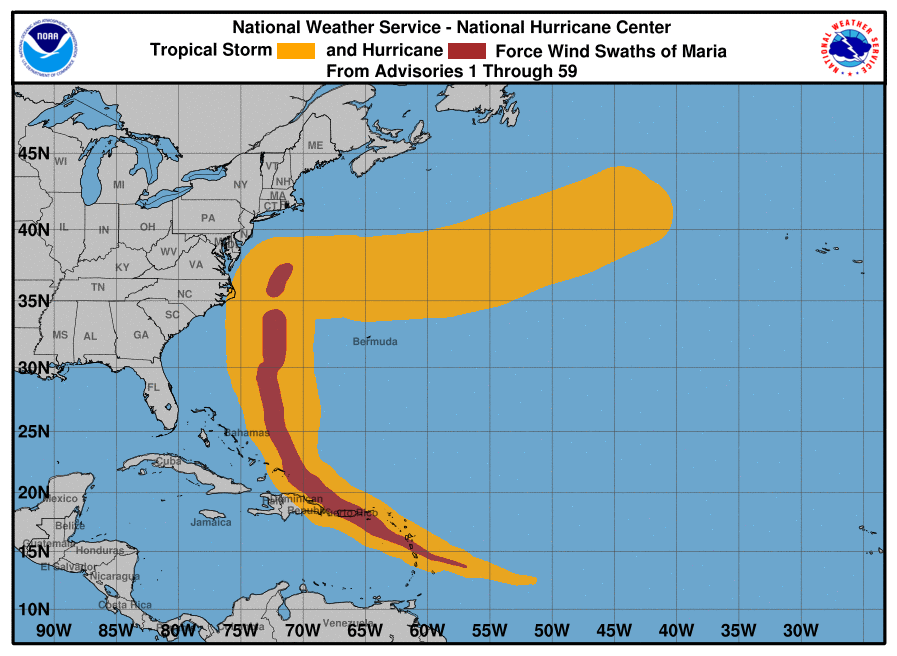 National Weather Service - National Hurricane Center
Tropical Storm and Hurricane Force Wind Swaths of Maria
From Advisories 1 Through 59
NOAA
NATIONAL WEATHER SERVICE
45N
40N
35N
30N
25N
20N
15N
10N
90W 85W 80W 75W 70W 65W 60W 55W 50W 45W 40W 35W 30W
WI
MI
NY
VT
NH
ME
MA
CT
IL
IN
OH
PA
WV
VA
KY
TN
NC
SC
MS
AL
GA
FL
Bermuda
Bahamas
Cuba
Jamaica
Dominican
Republic
Puerto Rico
Mexico
Belize
Guatemala
Honduras
El Salvador
Nicaragua
Costa Rica
Venezuela